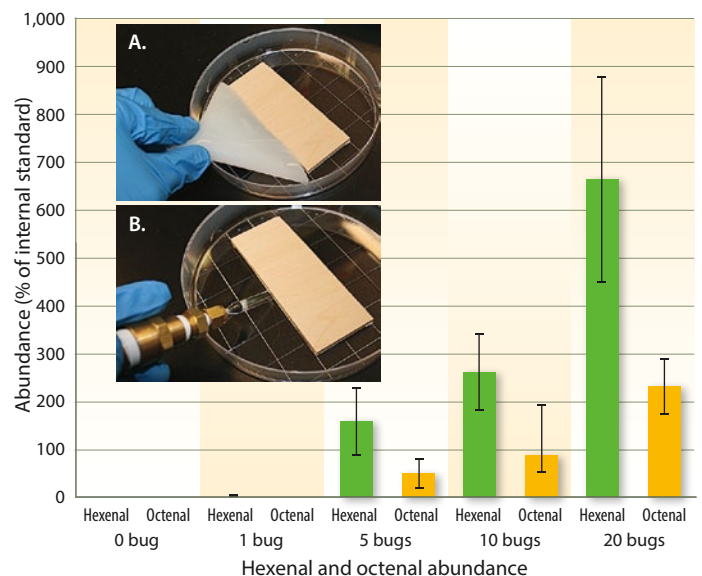 1,000
900
800
700
600
500
400
300
200
100
0
Abundance (% of internal standard)
A.
B.
Hexenal Octenal Hexenal Octenal Hexenal Octenal Hexenal Octenal Hexenal Octenal
0 bug 1 bug 5 bugs 10 bugs 20 bugs
Hexenal and octenal abundance